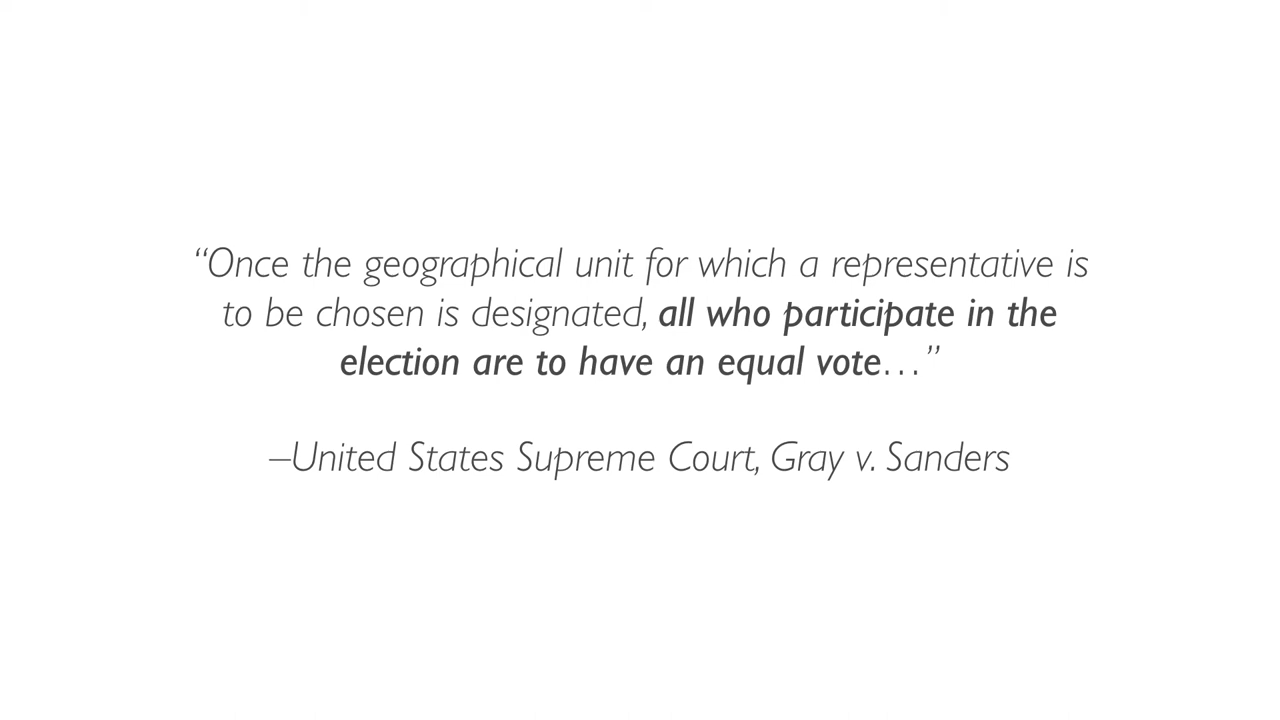 “Once the geographical unit for which a representative is
to be chosen is designated, all who participate in the
election are to have an equal vote…”
–United States Supreme Court, Gray v. Sanders